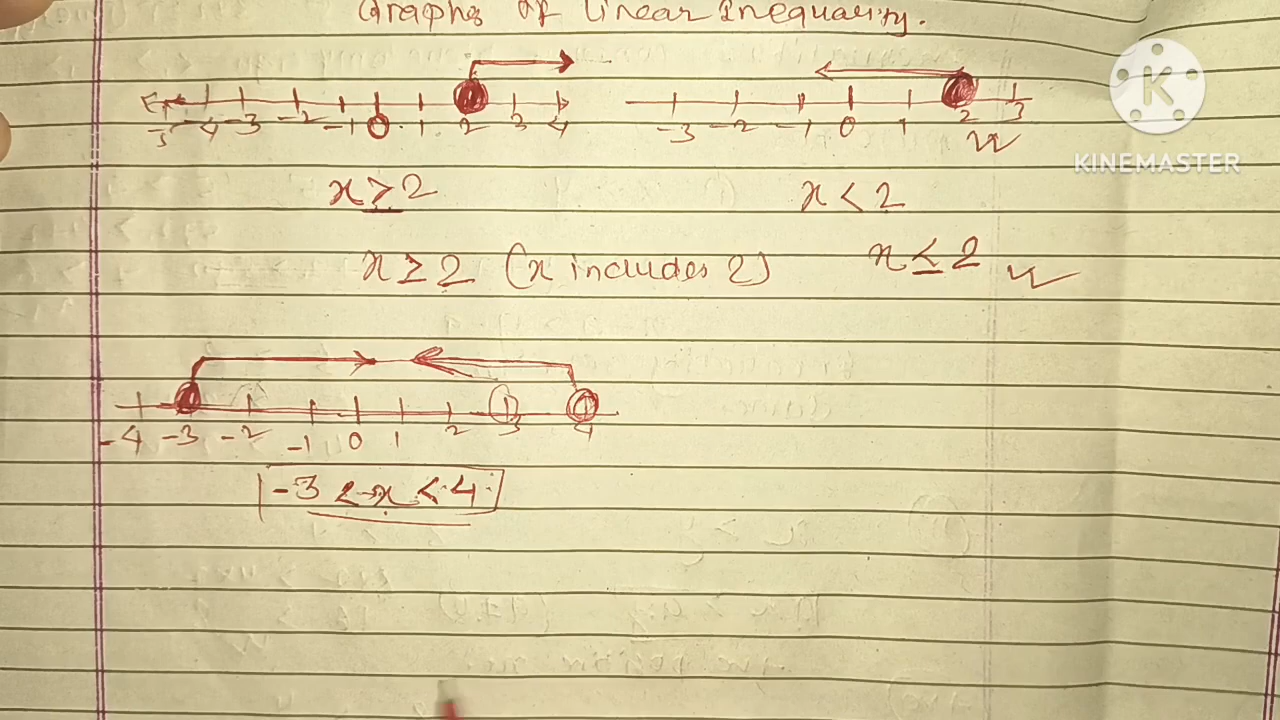 Graphs of Linear Inequality.
-5 -4 -3 -2 -1 0 1 2 3 4
-3 -2 -1 0 1 2 3
K
KINEMASTER
x ≥ 2
x < 2
x ≥ 2 (x includes 2)
x ≤ 2
-4 -3 -2 -1 0 1 2 3 4
-3 < x < 4